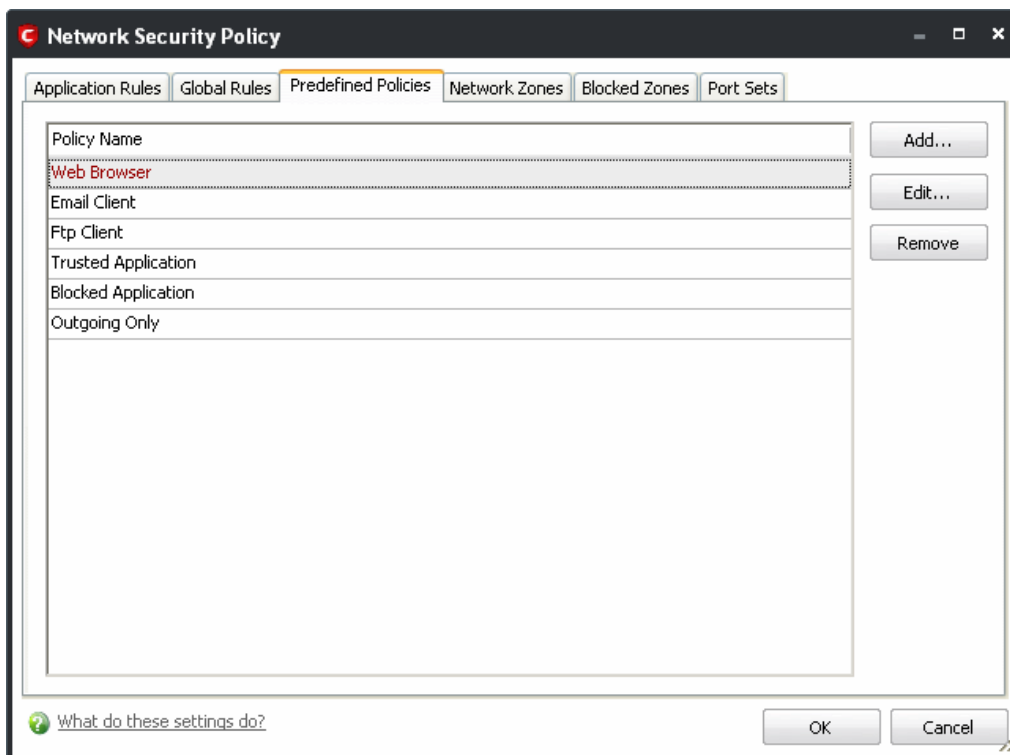 Network Security Policy
Application Rules Global Rules Predefined Policies Network Zones Blocked Zones Port Sets
Policy Name
Web Browser
Email Client
Ftp Client
Trusted Application
Blocked Application
Outgoing Only
Add...
Edit...
Remove
What do these settings do?
OK Cancel